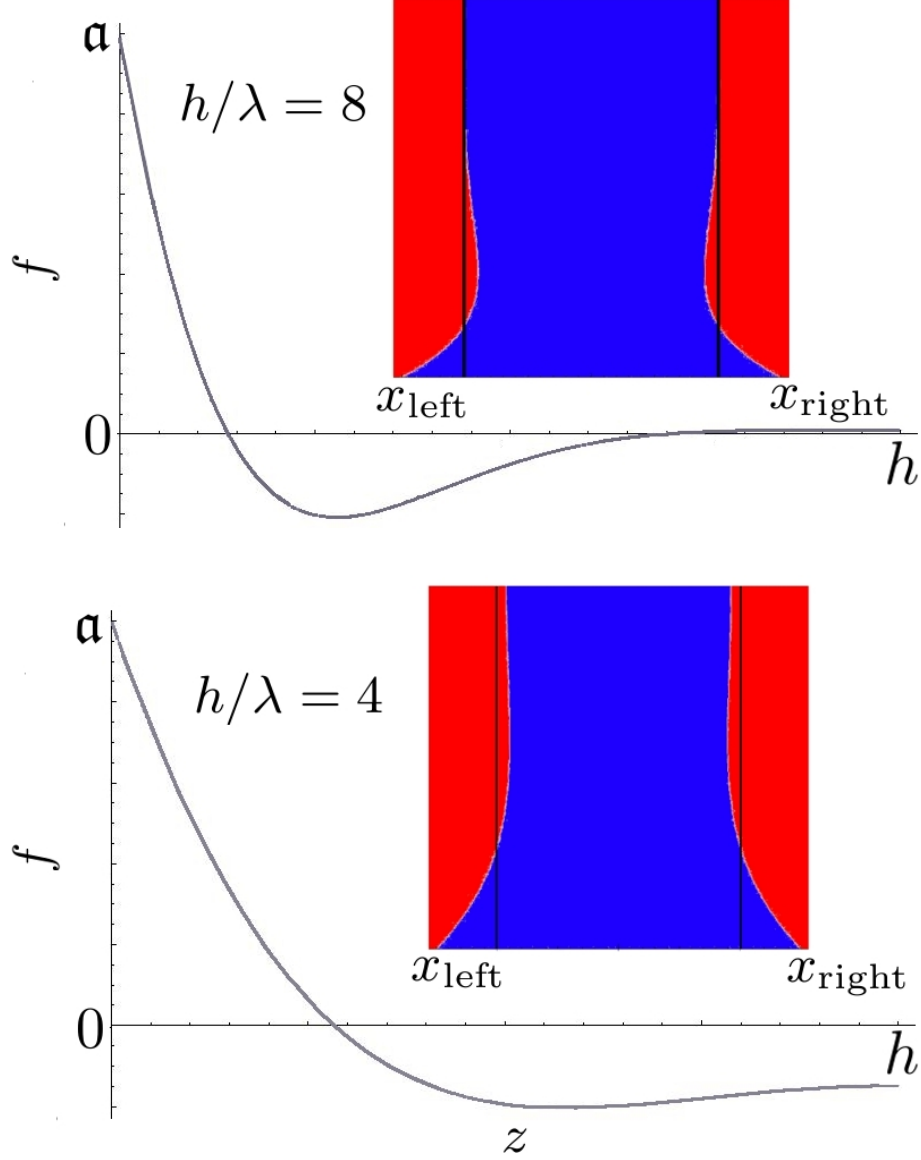 𝔞
h/λ = 8
f
x_left
x_right
0
h
𝔞
h/λ = 4
f
x_left
x_right
0
h
z